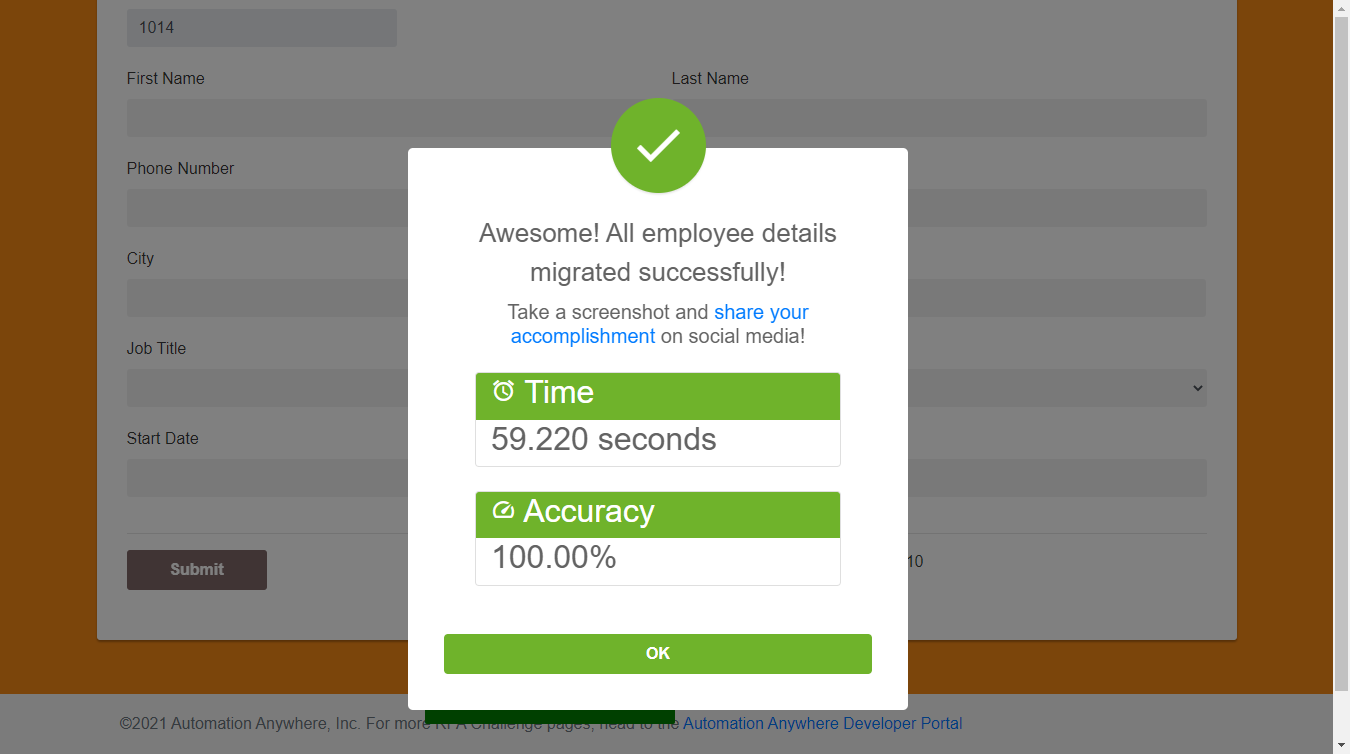 1014
First Name
Last Name
Phone Number
City
Job Title
Start Date
Submit
10
Awesome! All employee details
migrated successfully!
Take a screenshot and share your
accomplishment on social media!
Time
59.220 seconds
Accuracy
100.00%
OK
©2021 Automation Anywhere, Inc. For more RPA Challenge pages, head to the Automation Anywhere Developer Portal